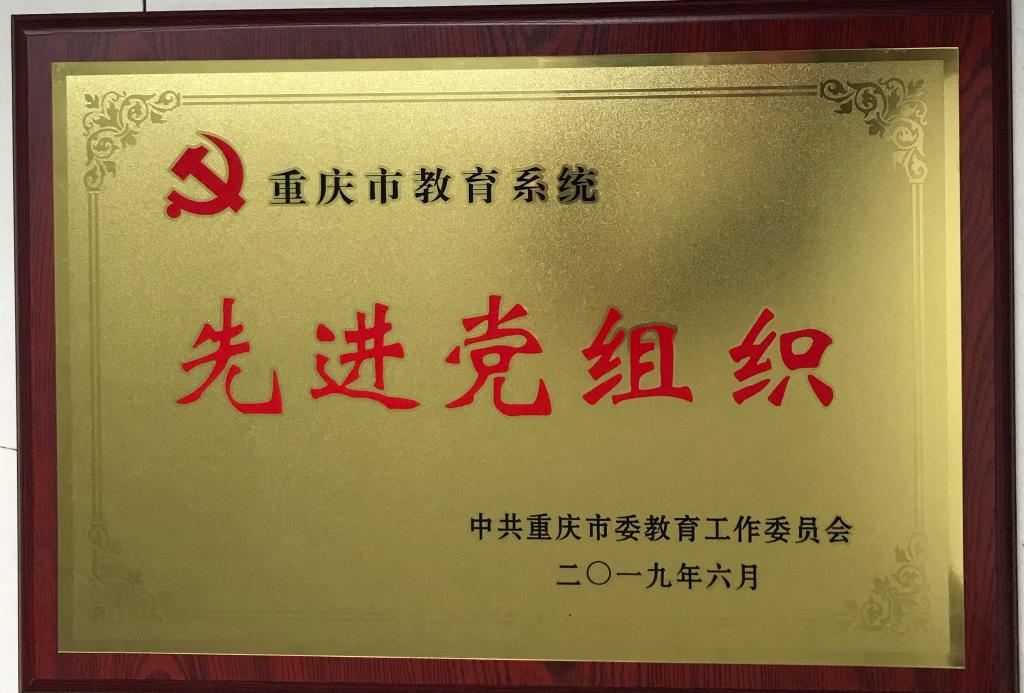 重庆市教育系统
先进党组织
中共重庆市委教育工作委员会
二〇一九年六月